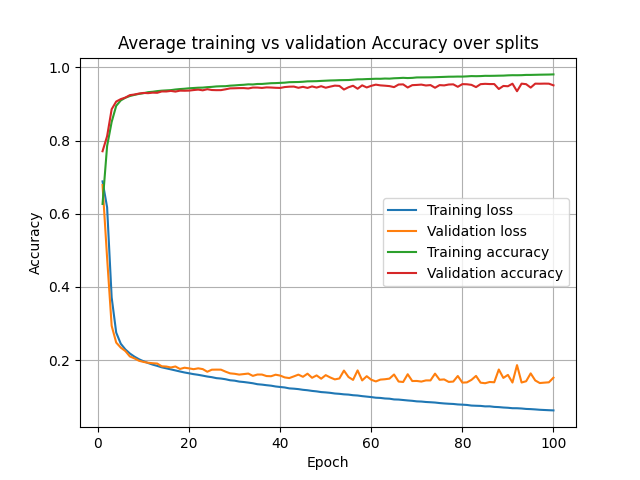 Average training vs validation Accuracy over splits
1.0
0.8
0.6
0.4
0.2
Accuracy
Training loss
Validation loss
Training accuracy
Validation accuracy
0 20 40 60 80 100
Epoch